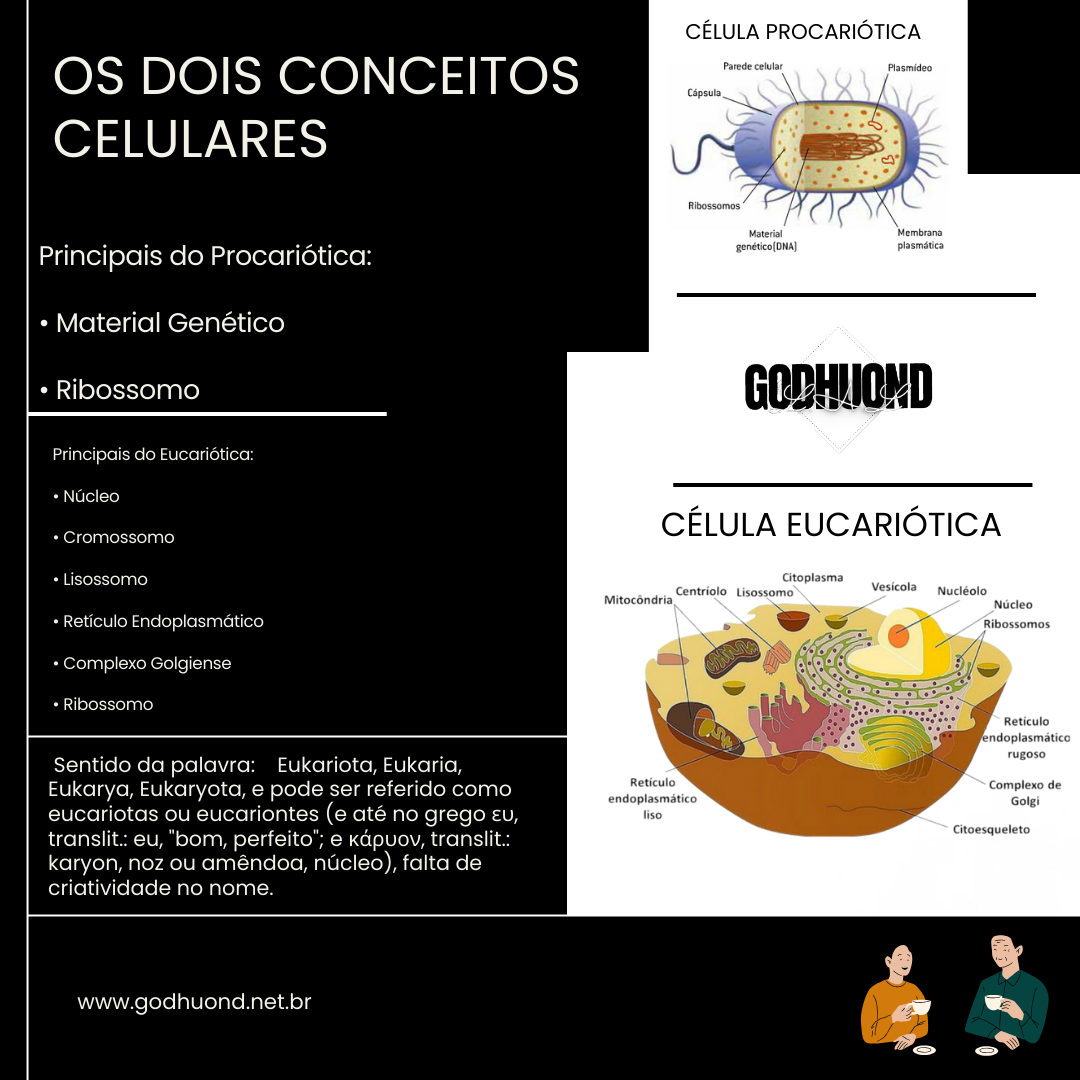 OS DOIS CONCEITOS
CELULARES
Principais do Procariótica:
• Material Genético
• Ribossomo
Principais do Eucariótica:
• Núcleo
• Cromossomo
• Lisossomo
• Retículo Endoplasmático
• Complexo Golgiense
• Ribossomo
Sentido da palavra: Eukariota, Eukaria,
Eukarya, Eukaryota, e pode ser referido como
eucariotas ou eucariontes (e até no grego ευ,
translit.: eu, "bom, perfeito"; e κάρυον, translit.:
karyon, noz ou amêndoa, núcleo), falta de
criatividade no nome.
CÉLULA PROCARIÓTICA
Parede celular
Plasmídeo
Cápsula
Ribossomos
Material
genético(DNA)
Membrana
plasmática
GODHUOND
CÉLULA EUCARIÓTICA
Citoplasma
Mitocôndria
Centríolo
Lisossomo
Vesícola
Nucléolo
Núcleo
Ribossomos
Retículo
endoplasmático
rugoso
Retículo
endoplasmático
liso
Complexo de
Golgi
Citoesqueleto
www.godhuond.net.br